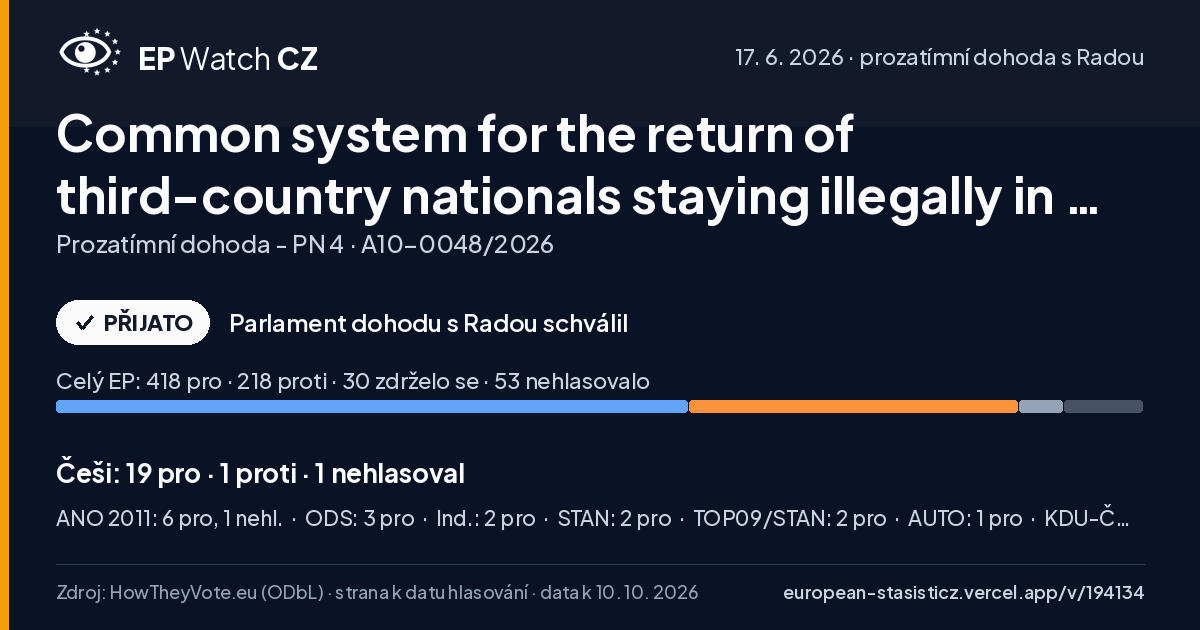 EP Watch CZ
17. 6. 2026 · prozatímní dohoda s Radou
Common system for the return of
third-country nationals staying illegally in …
Prozatímní dohoda - PN 4 · A10-0048/2026
PŘIJATO
Parlament dohodu s Radou schválil
Celý EP: 418 pro · 218 proti · 30 zdrželo se · 53 nehlasovalo
Češi: 19 pro · 1 proti · 1 nehlasoval
ANO 2011: 6 pro, 1 nehl. · ODS: 3 pro · Ind.: 2 pro · STAN: 2 pro · TOP09/STAN: 2 pro · AUTO: 1 pro · KDU-Č…
Zdroj: HowTheyVote.eu (ODbL) · strana k datu hlasování · data k 10. 10. 2026
european-stasisticz.vercel.app/v/194134